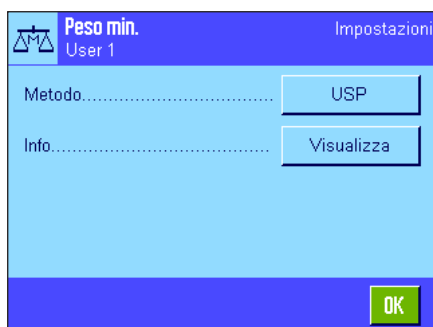 Peso min. Impostazioni
User 1
Metodo................................... USP
Info......................................... Visualizza
OK